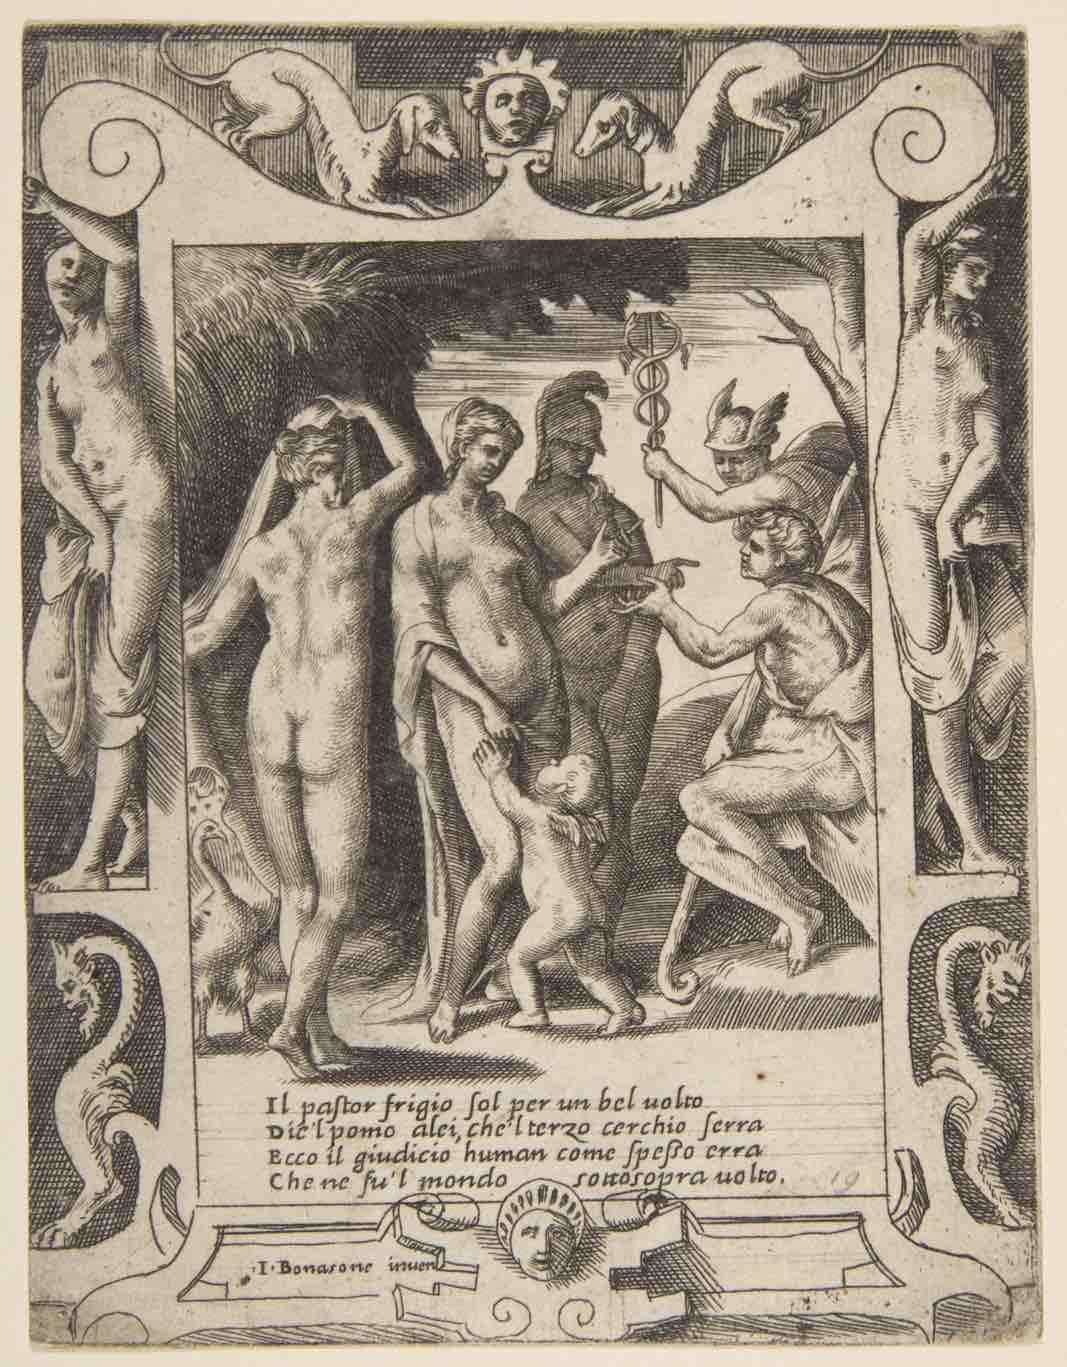 Il pastor frigio sol per un bel uolto
Die'l pomo alei, che'l terzo cerchio serra
Ecco il giudicio human come spesso erra
Che ne fu'l mondo sottosopra uolto.
19
·I· Bonasone inuen